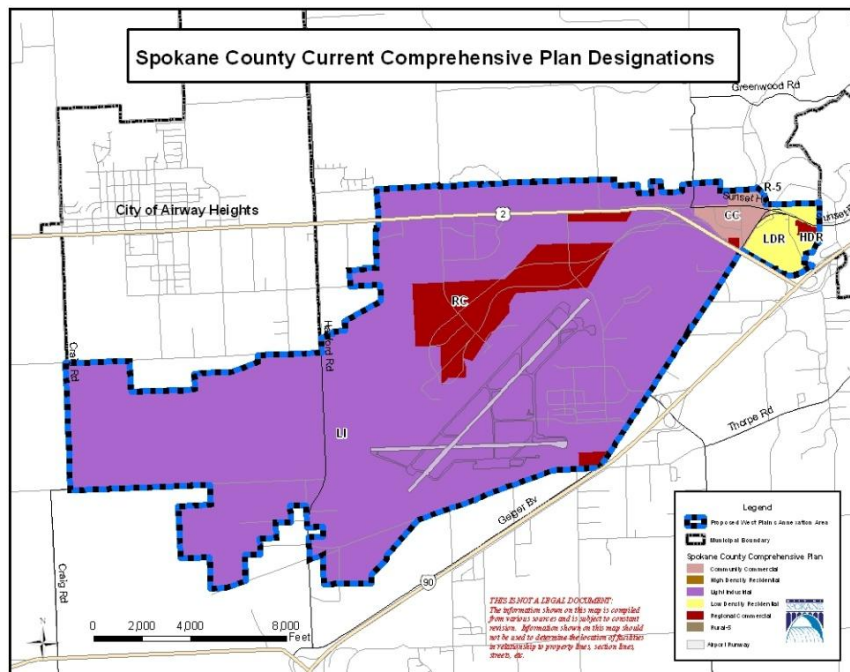 Spokane County Current Comprehensive Plan Designations
Greenwood Rd
R-5
City of Airway Heights
2
Sunset H
CC
Sunset
LDR
HDR
RC
Craig Rd
Hayford Rd
LI
Thorpe Rd
Geiger Bv
90
Craig Rd
0 2,000 4,000 8,000
Feet
THIS IS NOT A LEGAL DOCUMENT:
The information shown on this map is compiled
from various sources and is subject to constant
revision. Information shown on this map should
not be used to determine the location of facilities
in relationship to property lines, section lines,
streets, etc.
Legend
Proposed West Plains Annexation Area
Municipal Boundary
Spokane County Comprehensive Plan
Community Commercial
High Density Residential
Light Industrial
Low Density Residential
Regional Commercial
Rural-5
Airport Runway
SPOKANE